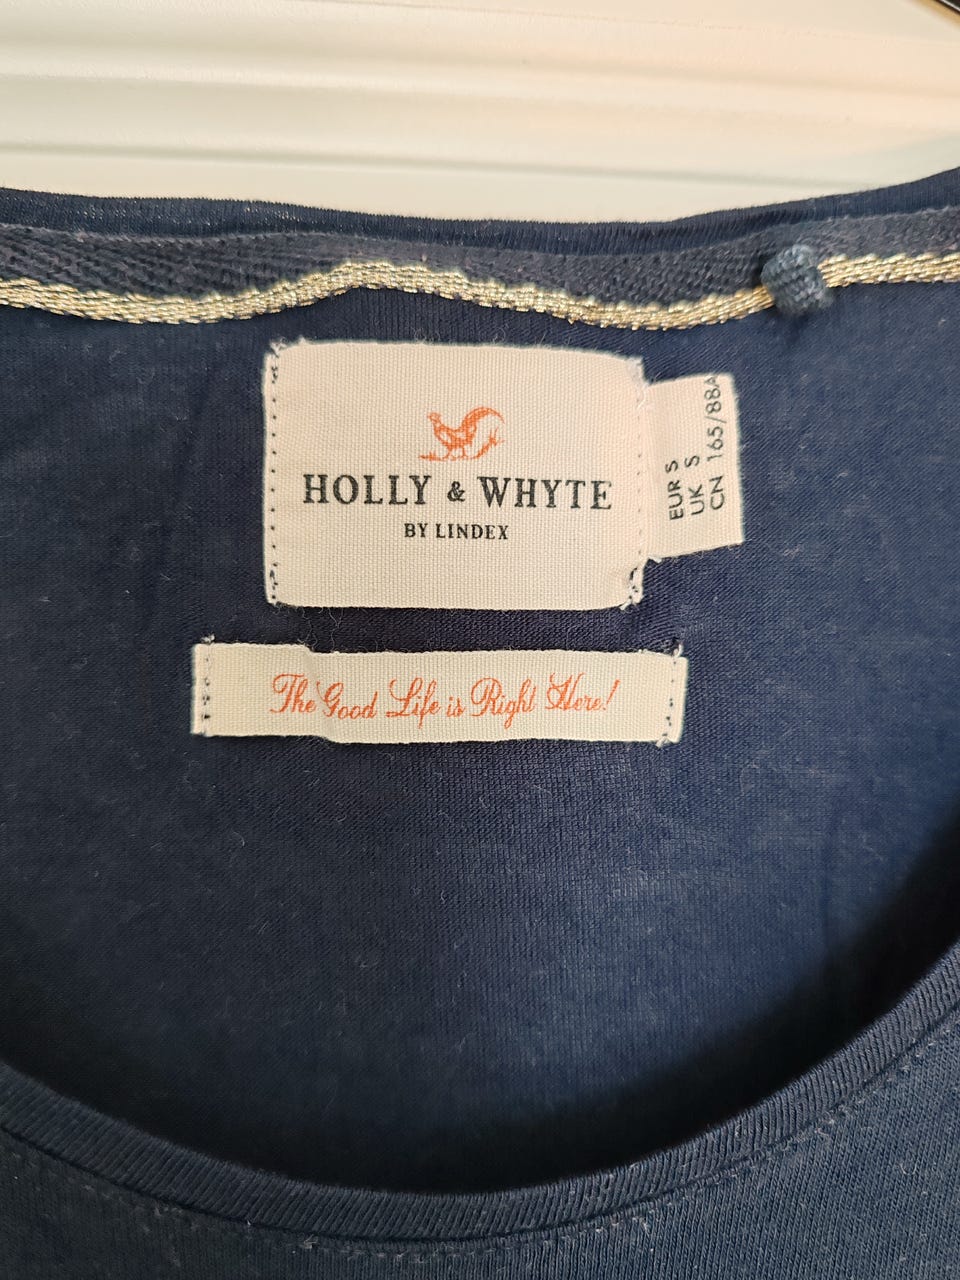 HOLLY & WHYTE
BY LINDEX
EUR S
UK S
CN 165/88A
The Good Life is Right Here!